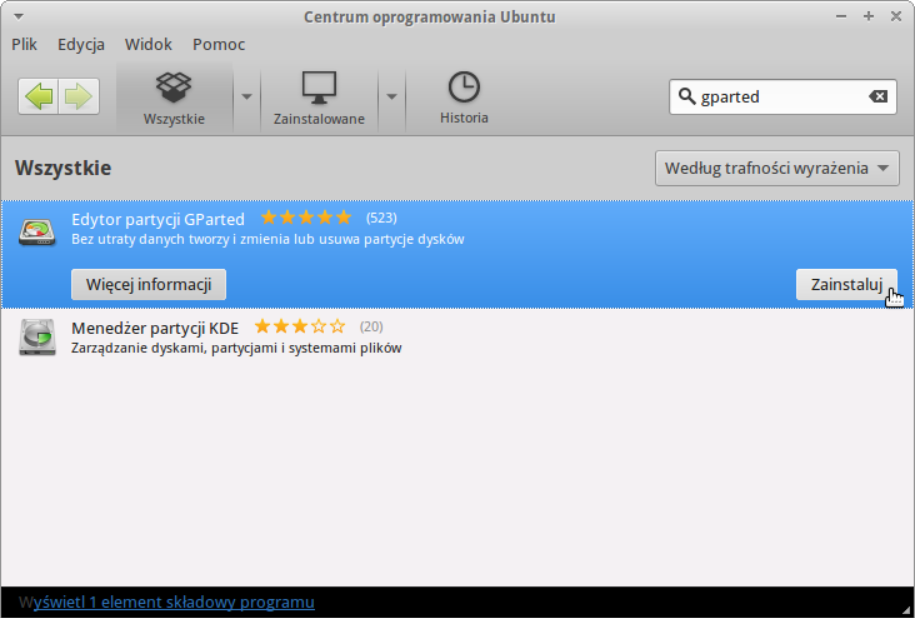 Centrum oprogramowania Ubuntu
Plik Edycja Widok Pomoc
Wszystkie Zainstalowane Historia gparted
Wszystkie Według trafności wyrażenia
Edytor partycji GParted (523)
Bez utraty danych tworzy i zmienia lub usuwa partycje dysków
Więcej informacji Zainstaluj
Menedżer partycji KDE (20)
Zarządzanie dyskami, partycjami i systemami plików
Wyświetl 1 element składowy programu